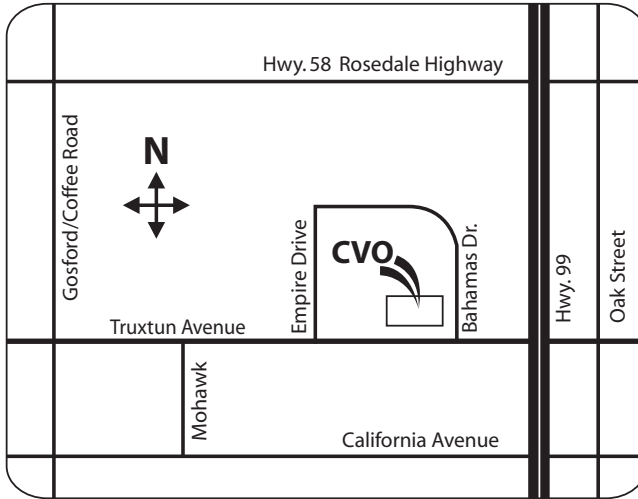 Hwy. 58 Rosedale Highway
Gosford/Coffee Road
N
Empire Drive
CVO
Bahamas Dr.
Hwy. 99
Oak Street
Truxtun Avenue
Mohawk
California Avenue